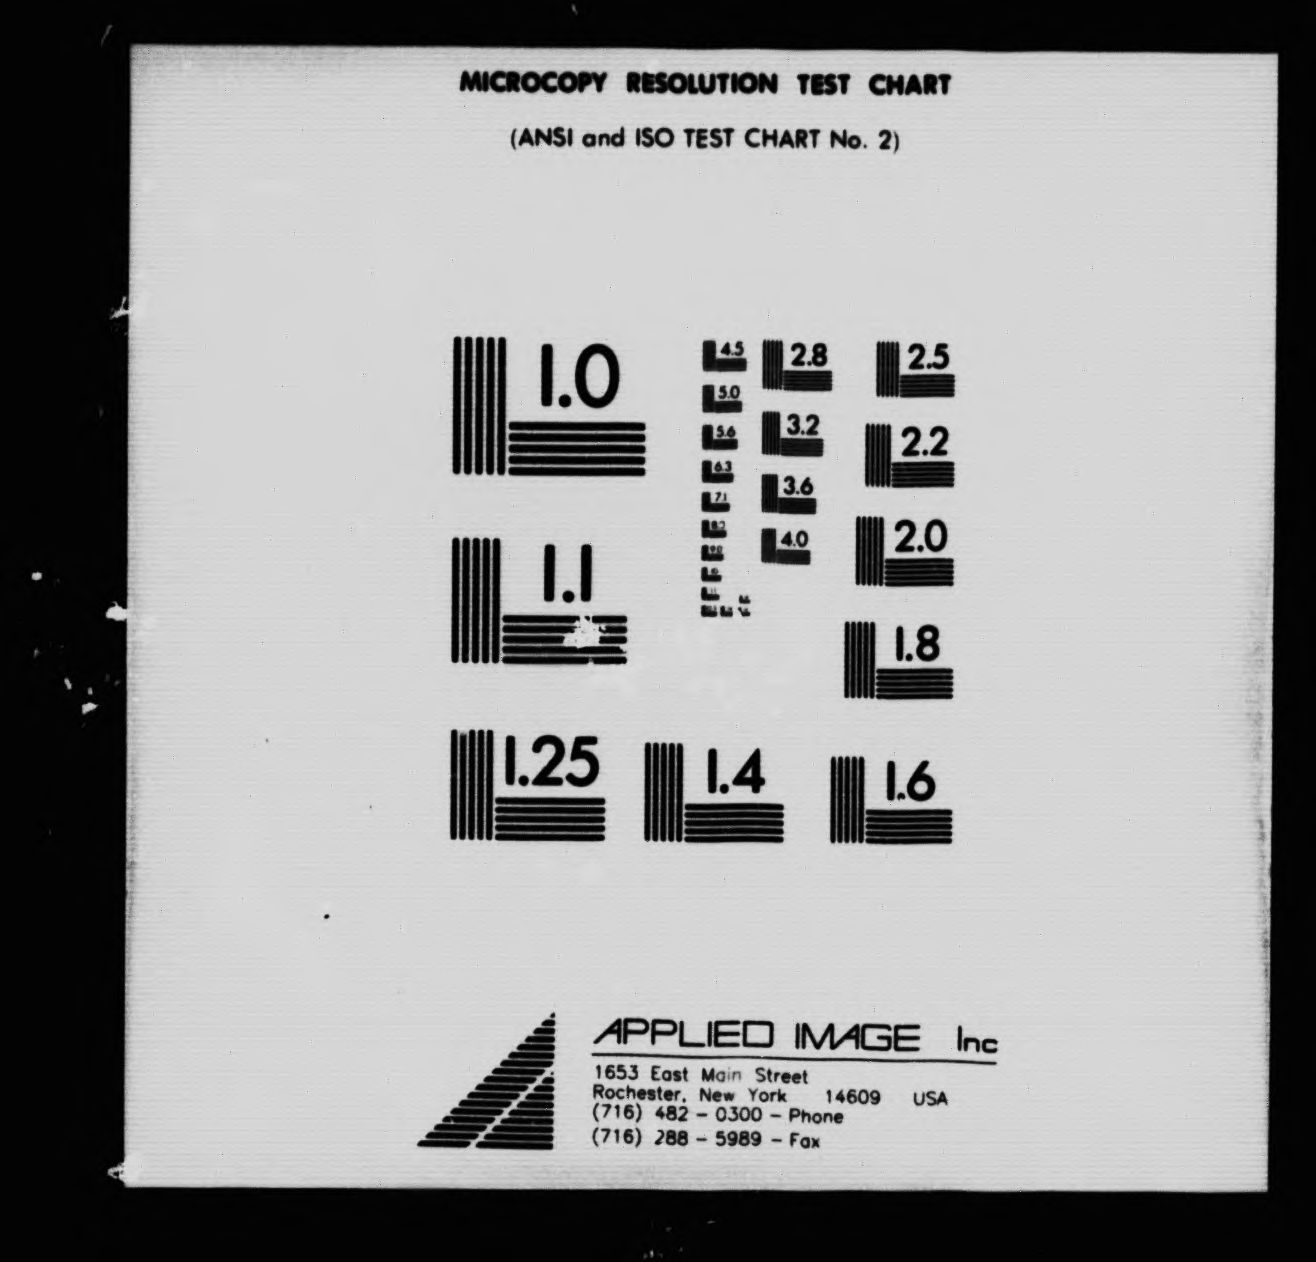 MICROCOPY RESOLUTION TEST CHART
(ANSI and ISO TEST CHART No. 2)
1.0
1.1
1.25
4.5
5.0
5.6
6.3
7.1
2.8
3.2
3.6
4.0
2.5
2.2
2.0
1.8
1.4
1.6
APPLIED IMAGE Inc
1653 East Main Street
Rochester, New York 14609 USA
(716) 482 - 0300 - Phone
(716) 288 - 5989 - Fax